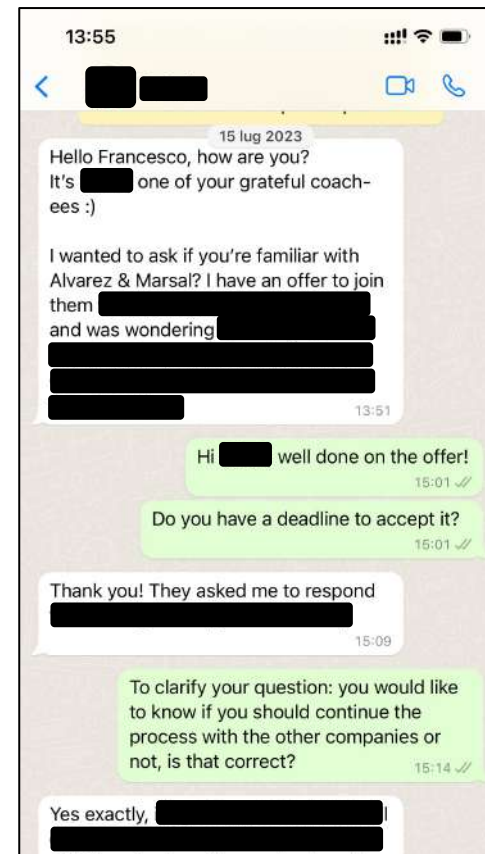 13:55
15 lug 2023
Hello Francesco, how are you?
It's one of your grateful coach-
ees :)
I wanted to ask if you're familiar with
Alvarez & Marsal? I have an offer to join
them
and was wondering
13:51
Hi well done on the offer!
15:01
Do you have a deadline to accept it?
15:01
Thank you! They asked me to respond
15:09
To clarify your question: you would like
to know if you should continue the
process with the other companies or
not, is that correct?
15:14
Yes exactly,